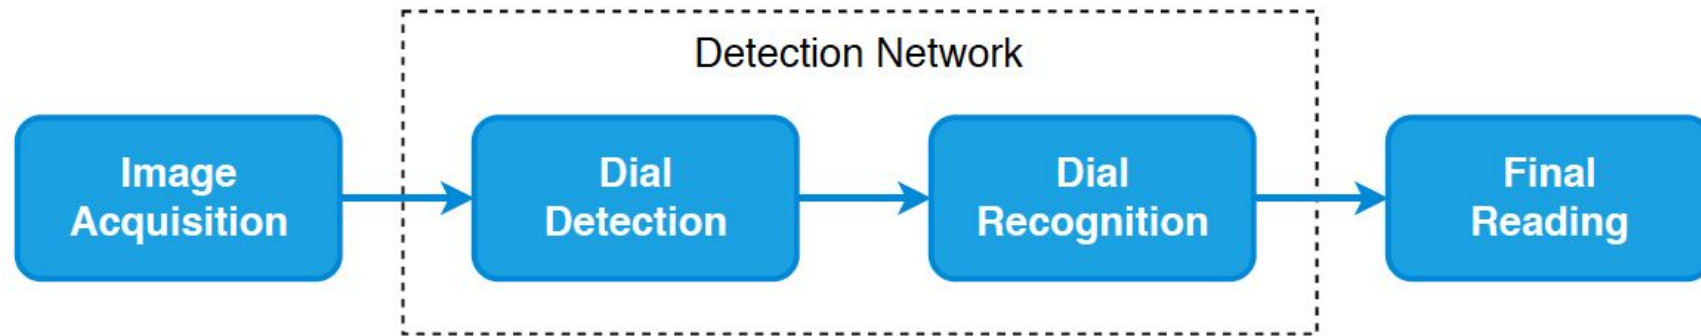 Detection Network
Image
Acquisition
Dial
Detection
Dial
Recognition
Final
Reading